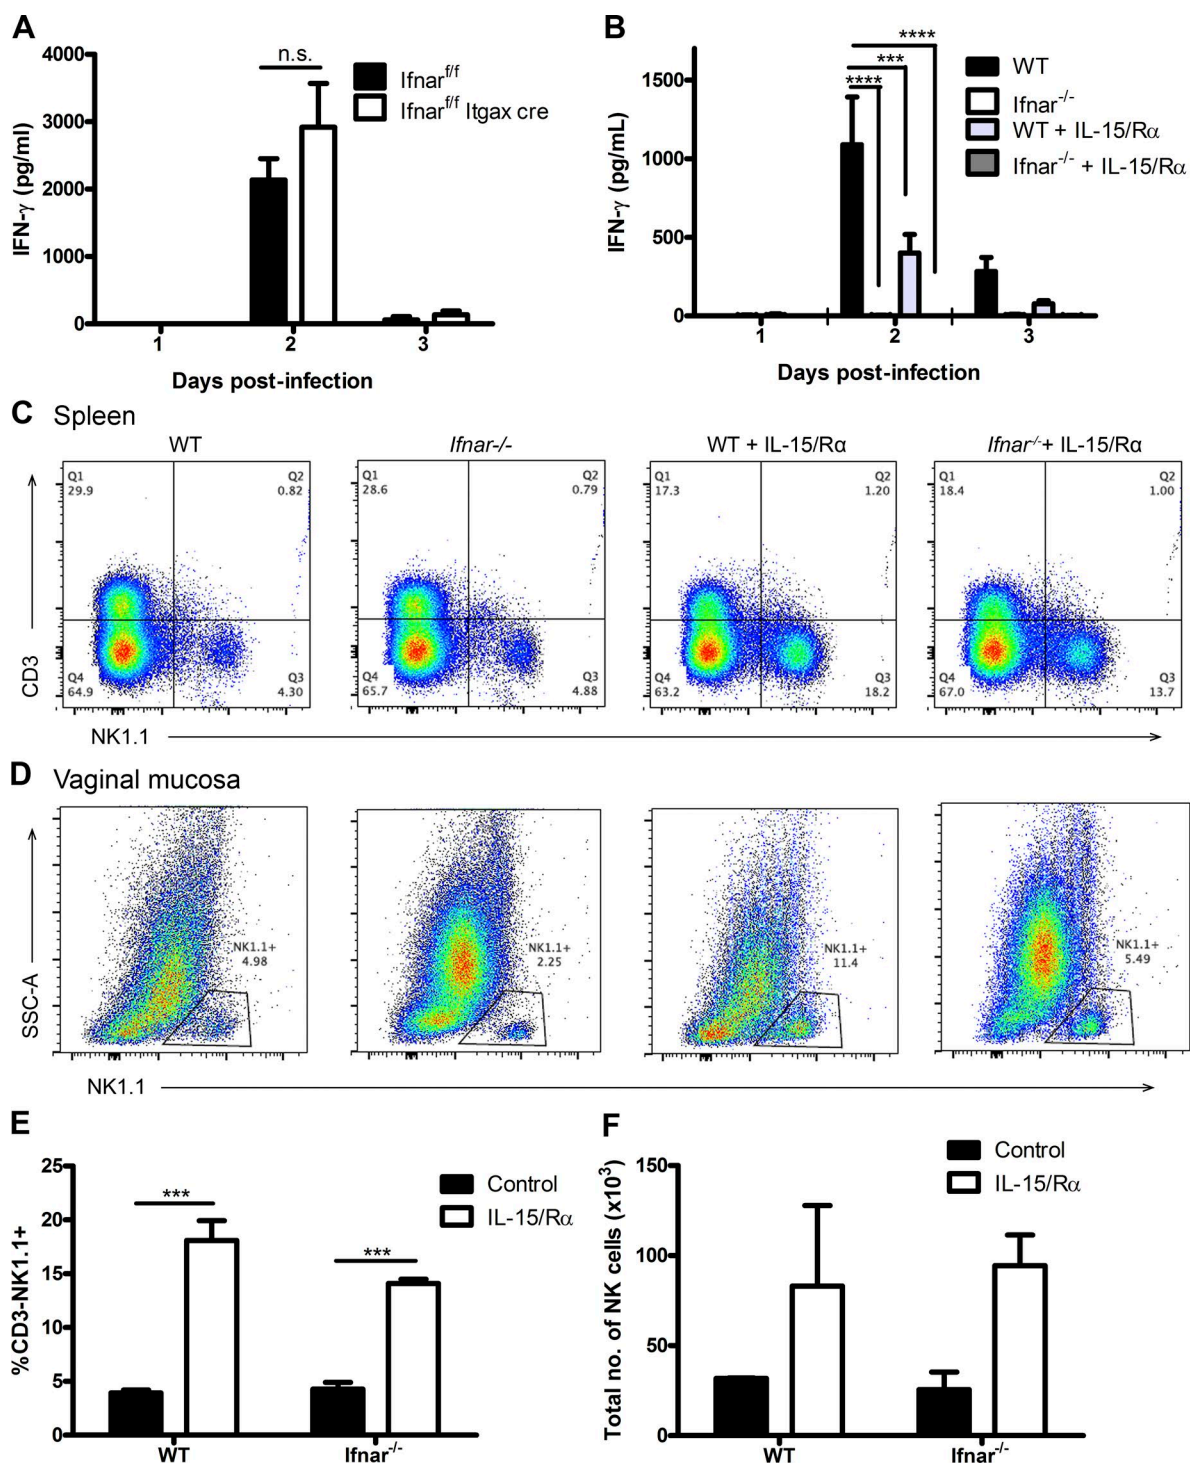 A
B
n.s.
Ifnar^f/f
Ifnar^f/f Itgax cre
IFN-γ (pg/ml)
4000
3000
2000
1000
0
1 2 3
Days post-infection
****
***
****
WT
Ifnar^-/-
WT + IL-15/Rα
Ifnar^-/- + IL-15/Rα
IFN-γ (pg/mL)
1500
1000
500
0
1 2 3
Days post-infection
C Spleen
WT
Ifnar-/-
WT + IL-15/Rα
Ifnar^-/-+ IL-15/Rα
CD3
Q1
29.9
Q2
0.82
Q4
64.9
Q3
4.30
Q1
28.6
Q2
0.79
Q4
65.7
Q3
4.88
Q1
17.3
Q2
1.20
Q4
63.2
Q3
18.2
Q1
18.4
Q2
1.00
Q4
67.0
Q3
13.7
NK1.1
D Vaginal mucosa
SSC-A
NK1.1+
4.98
NK1.1+
2.25
NK1.1+
11.4
NK1.1+
5.49
NK1.1
E
%CD3-NK1.1+
25
20
15
10
5
0
***
***
Control
IL-15/Rα
WT
Ifnar^-/-
F
Total no. of NK cells (x10^3)
150
100
50
0
Control
IL-15/Rα
WT
Ifnar^-/-